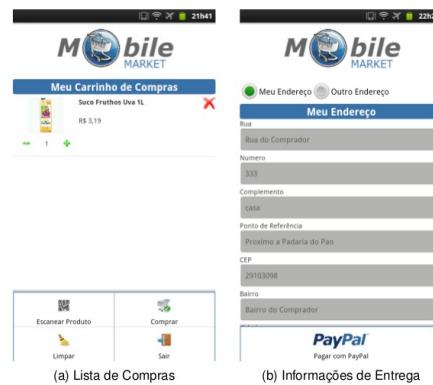 21h41
Mobile
MARKET
Meu Carrinho de Compras
Suco Fruthos Uva 1L
R$ 3,19
1
Escanear Produto
Comprar
Limpar
Sair
(a) Lista de Compras
Mobile
MARKET
Meu Endereço
Outro Endereço
Meu Endereço
Rua
Rua do Comprador
Numero
333
Complemento
casa
Ponto de Referência
Proximo a Padaria do Pao
CEP
29103098
Bairro
Bairro do Comprador
PayPal
Pagar com PayPal
(b) Informações de Entrega